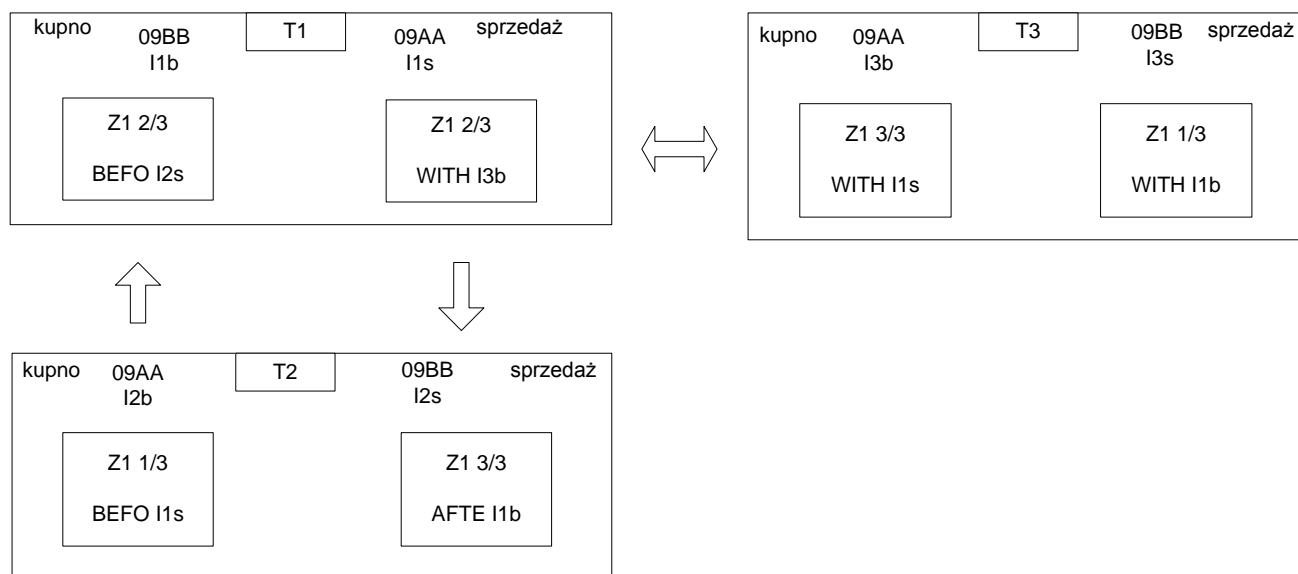 kupno 09BB T1 09AA sprzedaż
I1b I1s
Z1 2/3 Z1 2/3
BEFO I2s WITH I3b
kupno 09AA T3 09BB sprzedaż
I3b I3s
Z1 3/3 Z1 1/3
WITH I1s WITH I1b
kupno 09AA T2 09BB sprzedaż
I2b I2s
Z1 1/3 Z1 3/3
BEFO I1s AFTE I1b